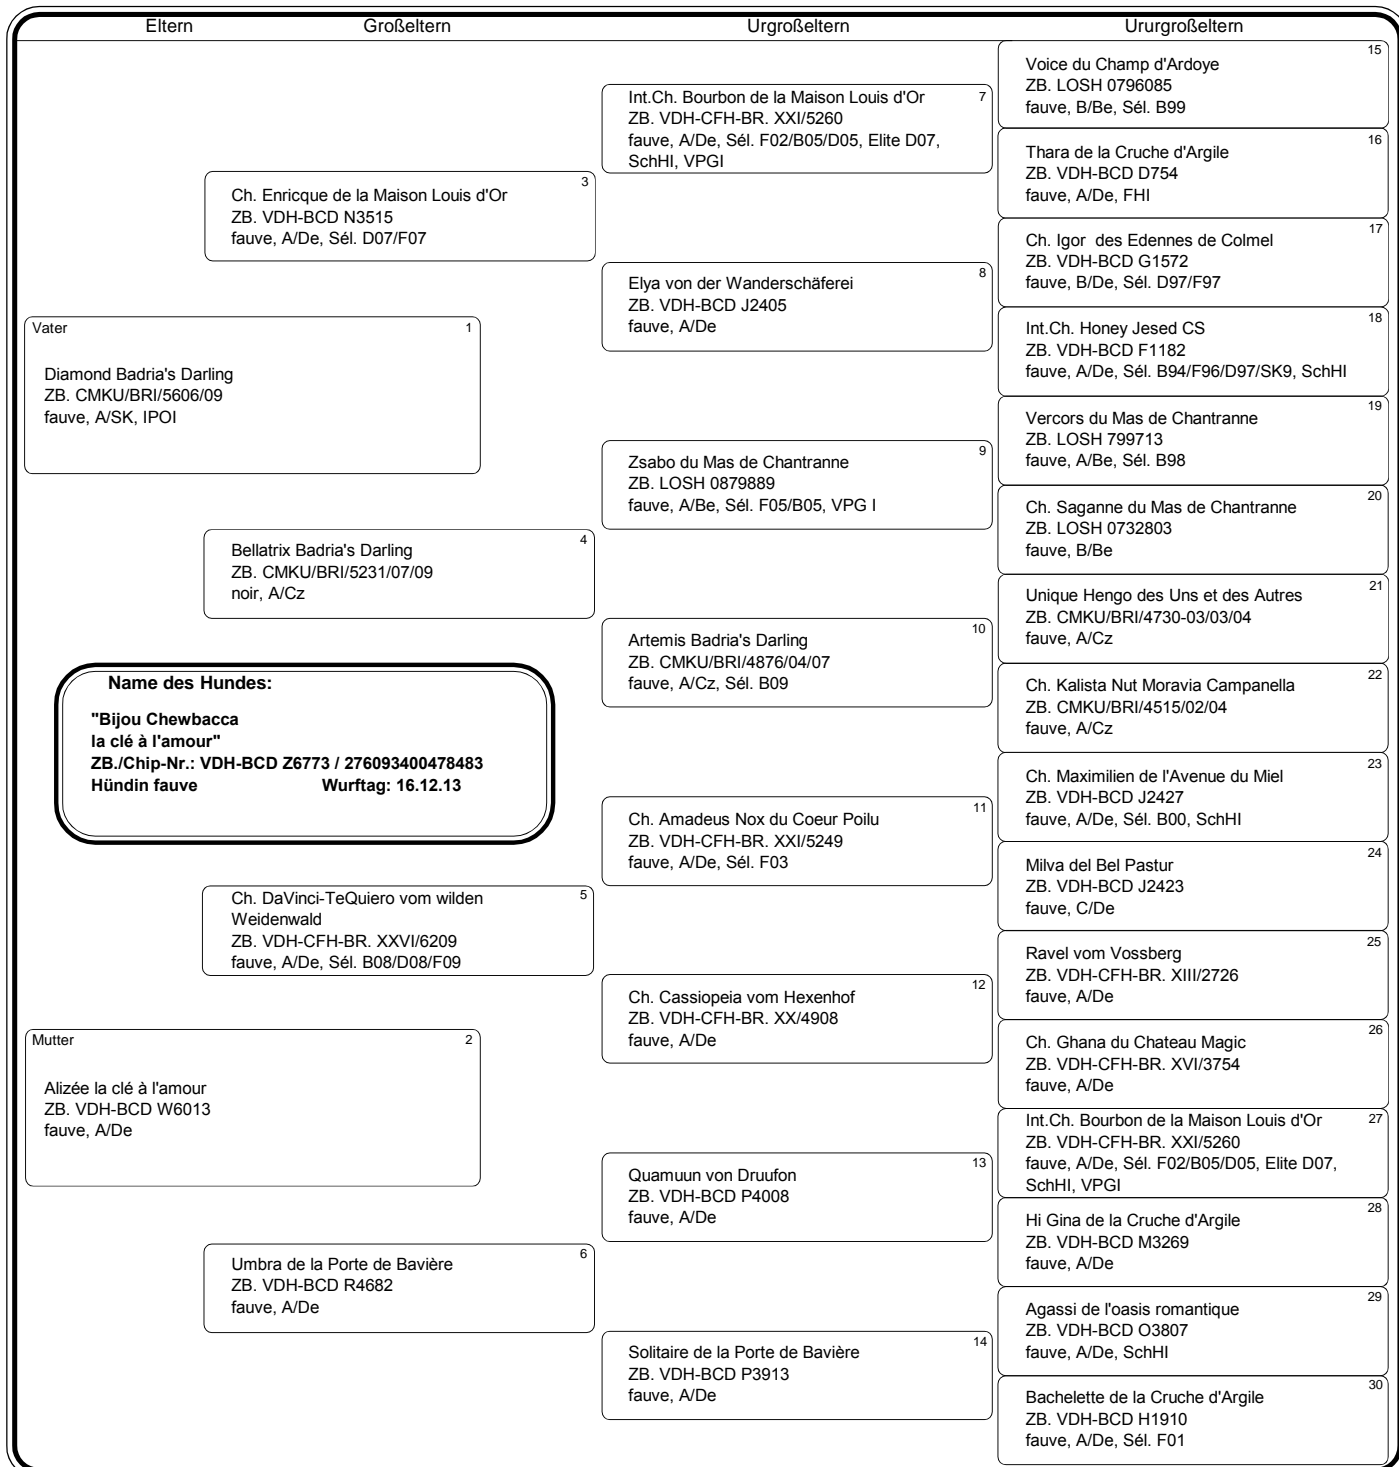 Eltern
Großeltern
Urgroßeltern
Ururgroßeltern
Vater 1
Diamond Badria's Darling
ZB. CMKU/BRI/5606/09
fauve, A/SK, IPOI
Mutter 2
Alizée la clé à l'amour
ZB. VDH-BCD W6013
fauve, A/De
3
Ch. Enricque de la Maison Louis d'Or
ZB. VDH-BCD N3515
fauve, A/De, Sél. D07/F07
4
Bellatrix Badria's Darling
ZB. CMKU/BRI/5231/07/09
noir, A/Cz
Name des Hundes:
"Bijou Chewbacca
la clé à l'amour"
ZB./Chip-Nr.: VDH-BCD Z6773 / 276093400478483
Hündin fauve Wurftag: 16.12.13
5
Ch. DaVinci-TeQuiero vom wilden
Weidenwald
ZB. VDH-CFH-BR. XXVI/6209
fauve, A/De, Sél. B08/D08/F09
6
Umbra de la Porte de Bavière
ZB. VDH-BCD R4682
fauve, A/De
7
Int.Ch. Bourbon de la Maison Louis d'Or
ZB. VDH-CFH-BR. XXI/5260
fauve, A/De, Sél. F02/B05/D05, Elite D07,
SchHI, VPGI
8
Elya von der Wanderschäferei
ZB. VDH-BCD J2405
fauve, A/De
9
Zsabo du Mas de Chantranne
ZB. LOSH 0879889
fauve, A/Be, Sél. F05/B05, VPG I
10
Artemis Badria's Darling
ZB. CMKU/BRI/4876/04/07
fauve, A/Cz, Sél. B09
11
Ch. Amadeus Nox du Coeur Poilu
ZB. VDH-CFH-BR. XXI/5249
fauve, A/De, Sél. F03
12
Ch. Cassiopeia vom Hexenhof
ZB. VDH-CFH-BR. XX/4908
fauve, A/De
13
Quamuun von Druufon
ZB. VDH-BCD P4008
fauve, A/De
14
Solitaire de la Porte de Bavière
ZB. VDH-BCD P3913
fauve, A/De
15
Voice du Champ d'Ardoye
ZB. LOSH 0796085
fauve, B/Be, Sél. B99
16
Thara de la Cruche d'Argile
ZB. VDH-BCD D754
fauve, A/De, FHI
17
Ch. Igor des Edennes de Colmel
ZB. VDH-BCD G1572
fauve, B/De, Sél. D97/F97
18
Int.Ch. Honey Jesed CS
ZB. VDH-BCD F1182
fauve, A/De, Sél. B94/F96/D97/SK9, SchHI
19
Vercors du Mas de Chantranne
ZB. LOSH 799713
fauve, A/Be, Sél. B98
20
Ch. Saganne du Mas de Chantranne
ZB. LOSH 0732803
fauve, B/Be
21
Unique Hengo des Uns et des Autres
ZB. CMKU/BRI/4730-03/03/04
fauve, A/Cz
22
Ch. Kalista Nut Moravia Campanella
ZB. CMKU/BRI/4515/02/04
fauve, A/Cz
23
Ch. Maximilien de l'Avenue du Miel
ZB. VDH-BCD J2427
fauve, A/De, Sél. B00, SchHI
24
Milva del Bel Pastur
ZB. VDH-BCD J2423
fauve, C/De
25
Ravel vom Vossberg
ZB. VDH-CFH-BR. XIII/2726
fauve, A/De
26
Ch. Ghana du Chateau Magic
ZB. VDH-CFH-BR. XVI/3754
fauve, A/De
27
Int.Ch. Bourbon de la Maison Louis d'Or
ZB. VDH-CFH-BR. XXI/5260
fauve, A/De, Sél. F02/B05/D05, Elite D07,
SchHI, VPGI
28
Hi Gina de la Cruche d'Argile
ZB. VDH-BCD M3269
fauve, A/De
29
Agassi de l'oasis romantique
ZB. VDH-BCD O3807
fauve, A/De, SchHI
30
Bachelette de la Cruche d'Argile
ZB. VDH-BCD H1910
fauve, A/De, Sél. F01